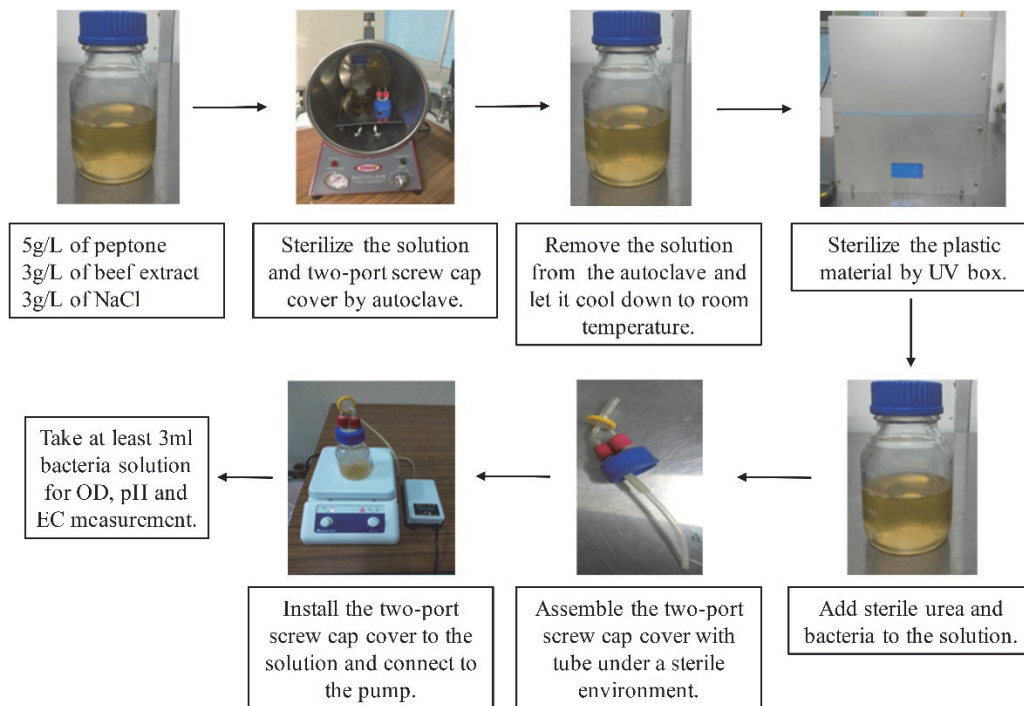 5g/L of peptone
3g/L of beef extract
3g/L of NaCl
Sterilize the solution
and two-port screw cap
cover by autoclave.
Remove the solution
from the autoclave and
let it cool down to room
temperature.
Sterilize the plastic
material by UV box.
Add sterile urea and
bacteria to the solution.
Assemble the two-port
screw cap cover with
tube under a sterile
environment.
Install the two-port
screw cap cover to the
solution and connect to
the pump.
Take at least 3ml
bacteria solution
for OD, pH and
EC measurement.
AUTOCLAVE